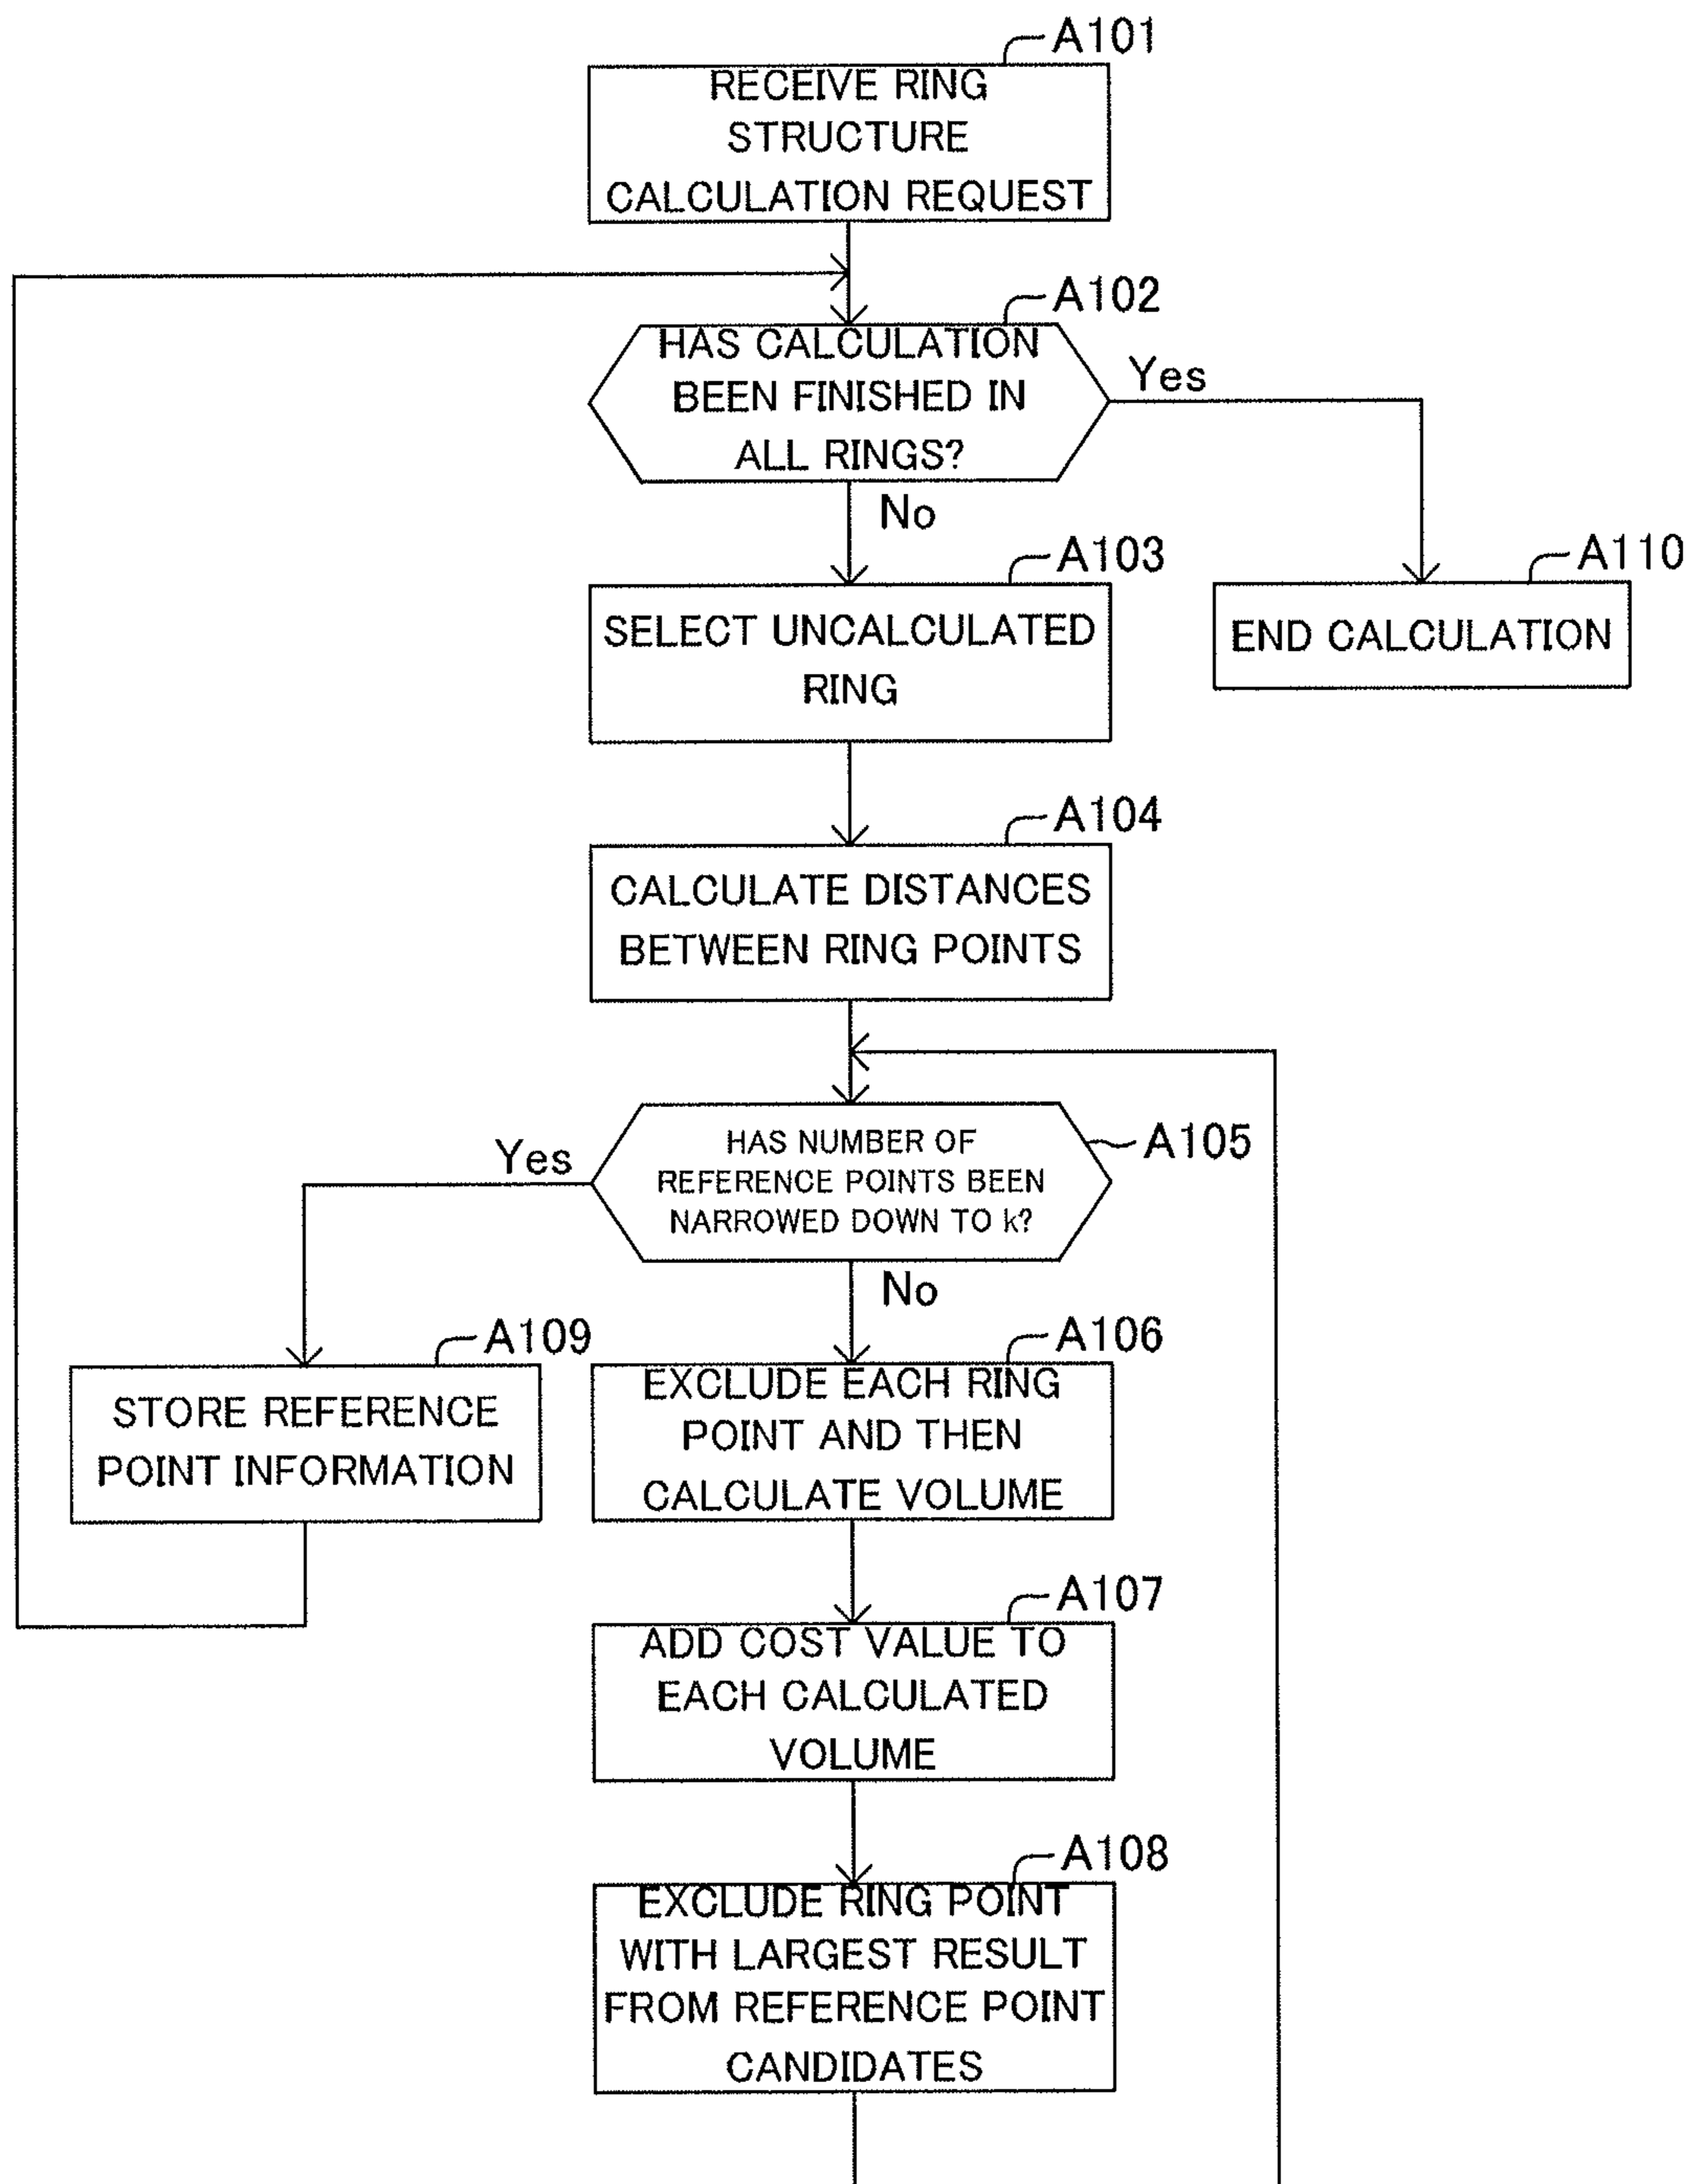 A101
RECEIVE RING
STRUCTURE
CALCULATION REQUEST
A102
HAS CALCULATION
BEEN FINISHED IN
ALL RINGS?
Yes
No
A103
SELECT UNCALCULATED
RING
A110
END CALCULATION
A104
CALCULATE DISTANCES
BETWEEN RING POINTS
A105
HAS NUMBER OF
REFERENCE POINTS BEEN
NARROWED DOWN TO k?
Yes
No
A109
STORE REFERENCE
POINT INFORMATION
A106
EXCLUDE EACH RING
POINT AND THEN
CALCULATE VOLUME
A107
ADD COST VALUE TO
EACH CALCULATED
VOLUME
A108
EXCLUDE RING POINT
WITH LARGEST RESULT
FROM REFERENCE POINT
CANDIDATES